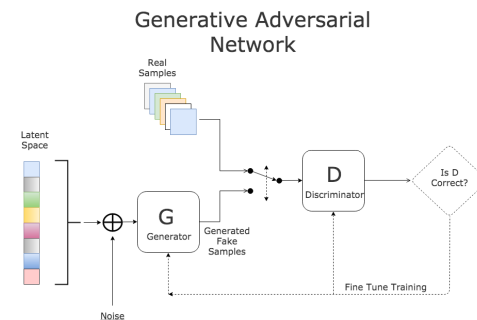 Generative Adversarial
Network
Real
Samples
Latent
Space
G
Generator
Generated
Fake
Samples
D
Discriminator
Is D
Correct?
Fine Tune Training
Noise